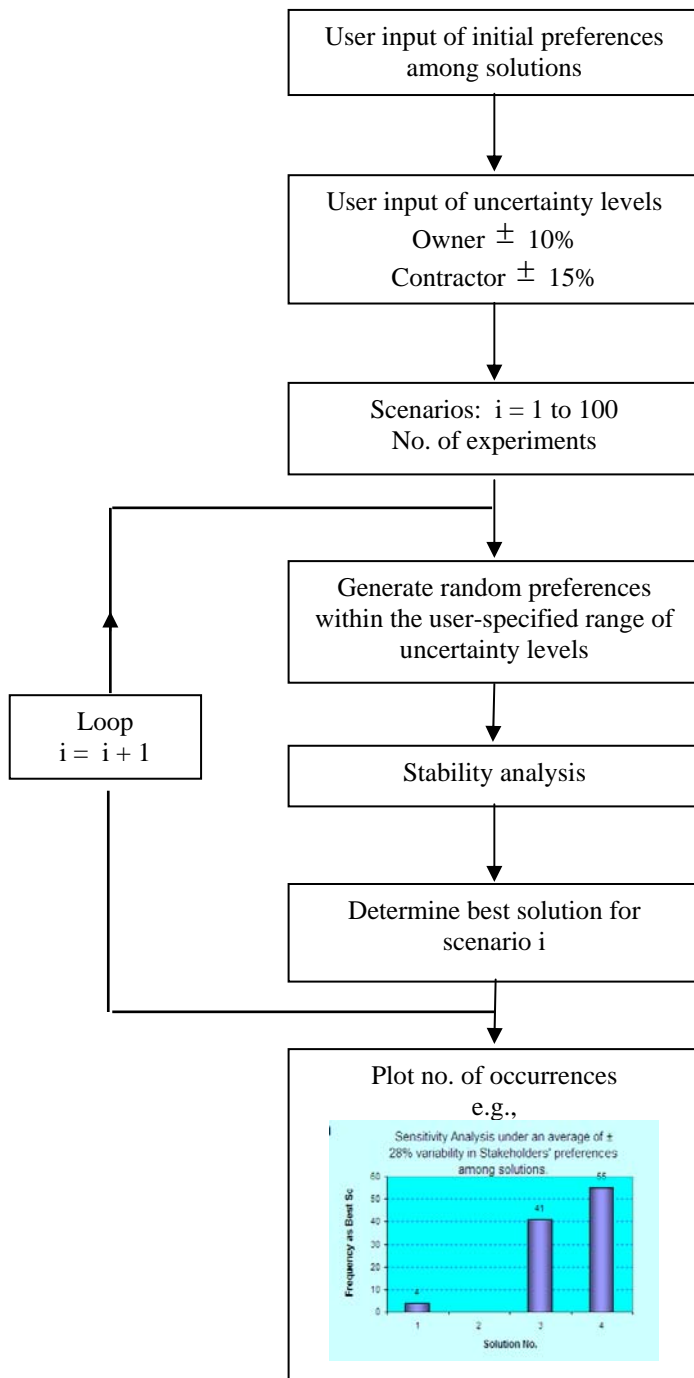 User input of initial preferences
among solutions
User input of uncertainty levels
Owner ± 10%
Contractor ± 15%
Scenarios: i = 1 to 100
No. of experiments
Generate random preferences
within the user-specified range of
uncertainty levels
Loop
i = i + 1
Stability analysis
Determine best solution for
scenario i
Plot no. of occurrences
e.g.,
Sensitivity Analysis under an average of ±
28% variability in Stakeholders' preferences
among solutions.
Frequency as Best Sc
60
50
40
30
20
10
0
4
41
55
1
2
3
4
Solution No.